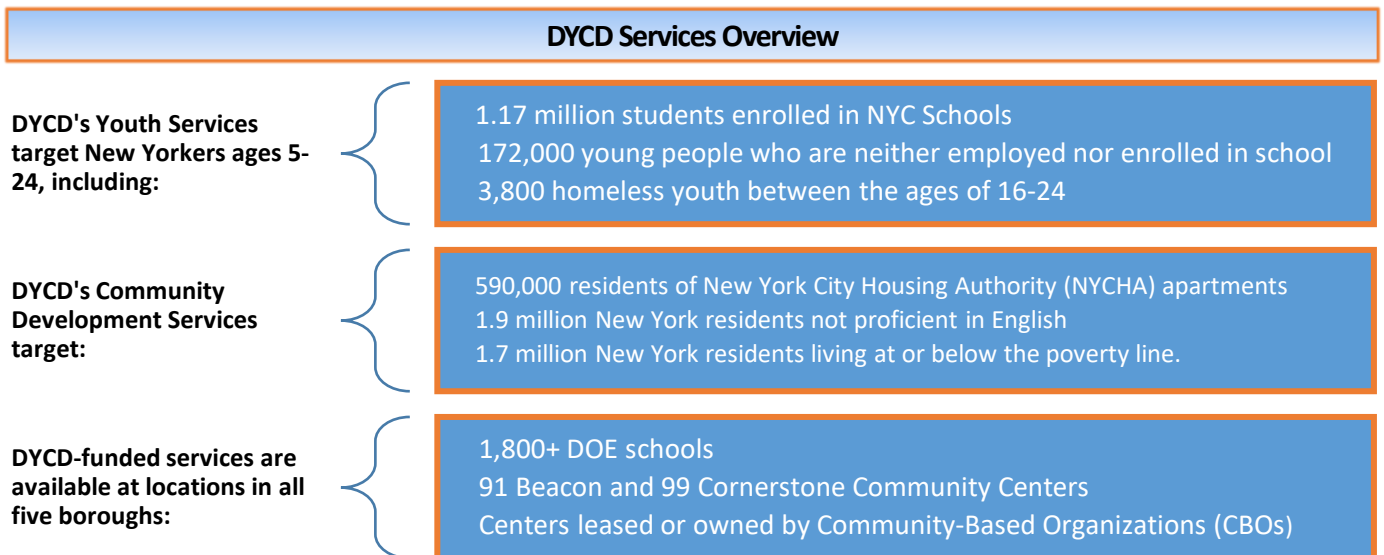 DYCD Services Overview
DYCD's Youth Services
target New Yorkers ages 5-
24, including:
1.17 million students enrolled in NYC Schools
172,000 young people who are neither employed nor enrolled in school
3,800 homeless youth between the ages of 16-24
DYCD's Community
Development Services
target:
590,000 residents of New York City Housing Authority (NYCHA) apartments
1.9 million New York residents not proficient in English
1.7 million New York residents living at or below the poverty line.
DYCD-funded services are
available at locations in all
five boroughs:
1,800+ DOE schools
91 Beacon and 99 Cornerstone Community Centers
Centers leased or owned by Community-Based Organizations (CBOs)